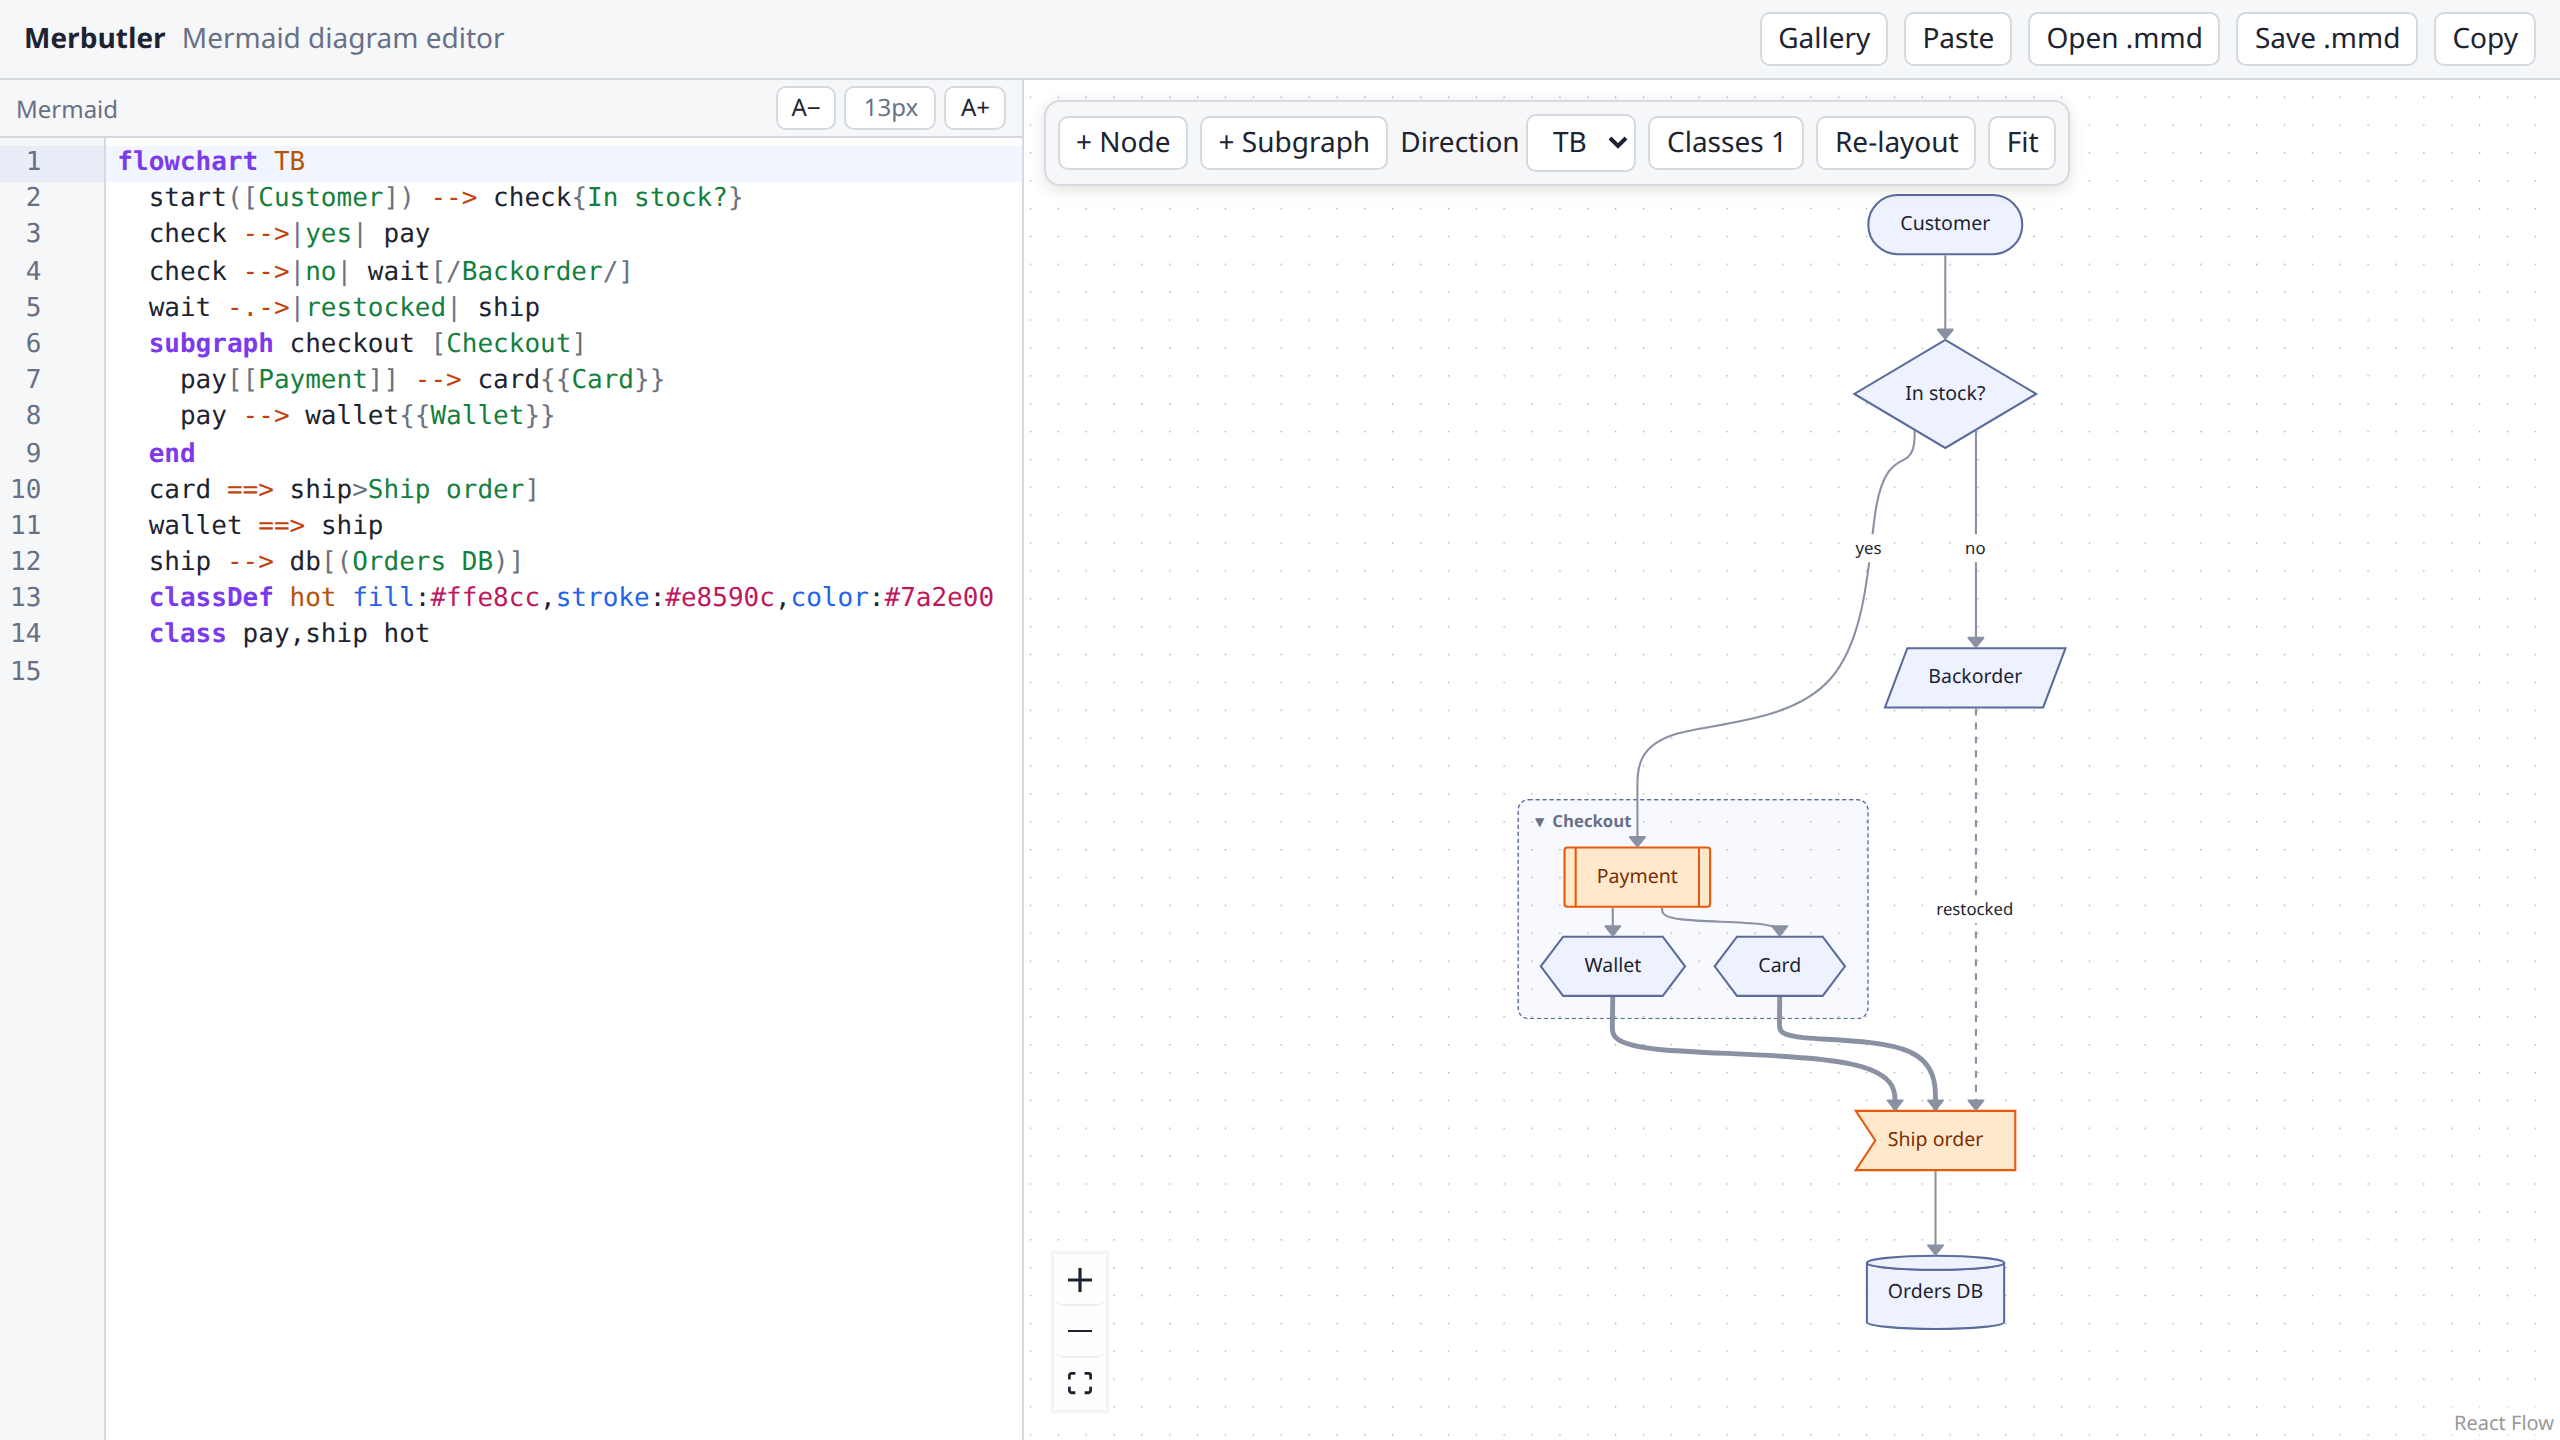 Merbutler Mermaid diagram editor
Gallery Paste Open .mmd Save .mmd Copy
Mermaid A− 13px A+
1 flowchart TB
2 start([Customer]) --> check{In stock?}
3 check -->|yes| pay
4 check -->|no| wait[/Backorder/]
5 wait -.->|restocked| ship
6 subgraph checkout [Checkout]
7 pay[[Payment]] --> card{{Card}}
8 pay --> wallet{{Wallet}}
9 end
10 card ==> ship>Ship order]
11 wallet ==> ship
12 ship --> db[(Orders DB)]
13 classDef hot fill:#ffe8cc,stroke:#e8590c,color:#7a2e00
14 class pay,ship hot
15
+ Node + Subgraph Direction TB Classes 1 Re-layout Fit
Customer
In stock?
yes no
Backorder
▼ Checkout
Payment
restocked
Wallet Card
Ship order
Orders DB
React Flow